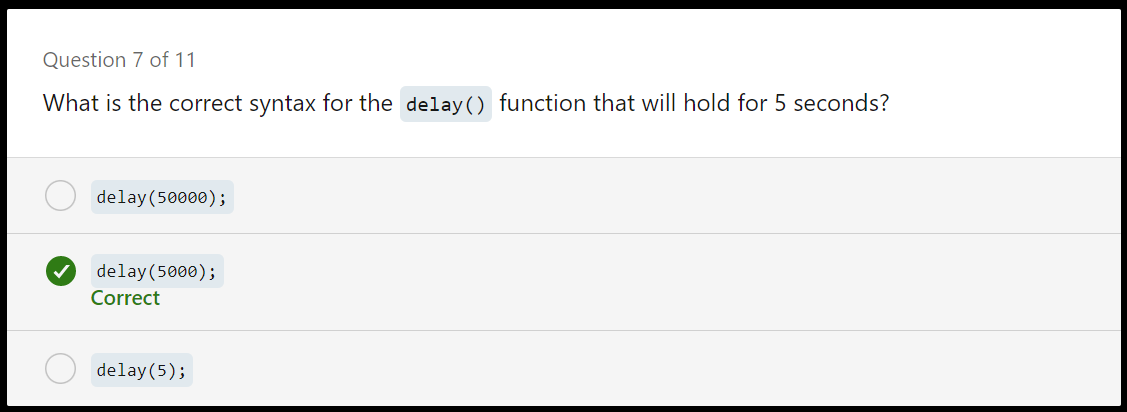 Question 7 of 11
What is the correct syntax for the delay() function that will hold for 5 seconds?
delay(50000);
delay(5000);
Correct
delay(5);